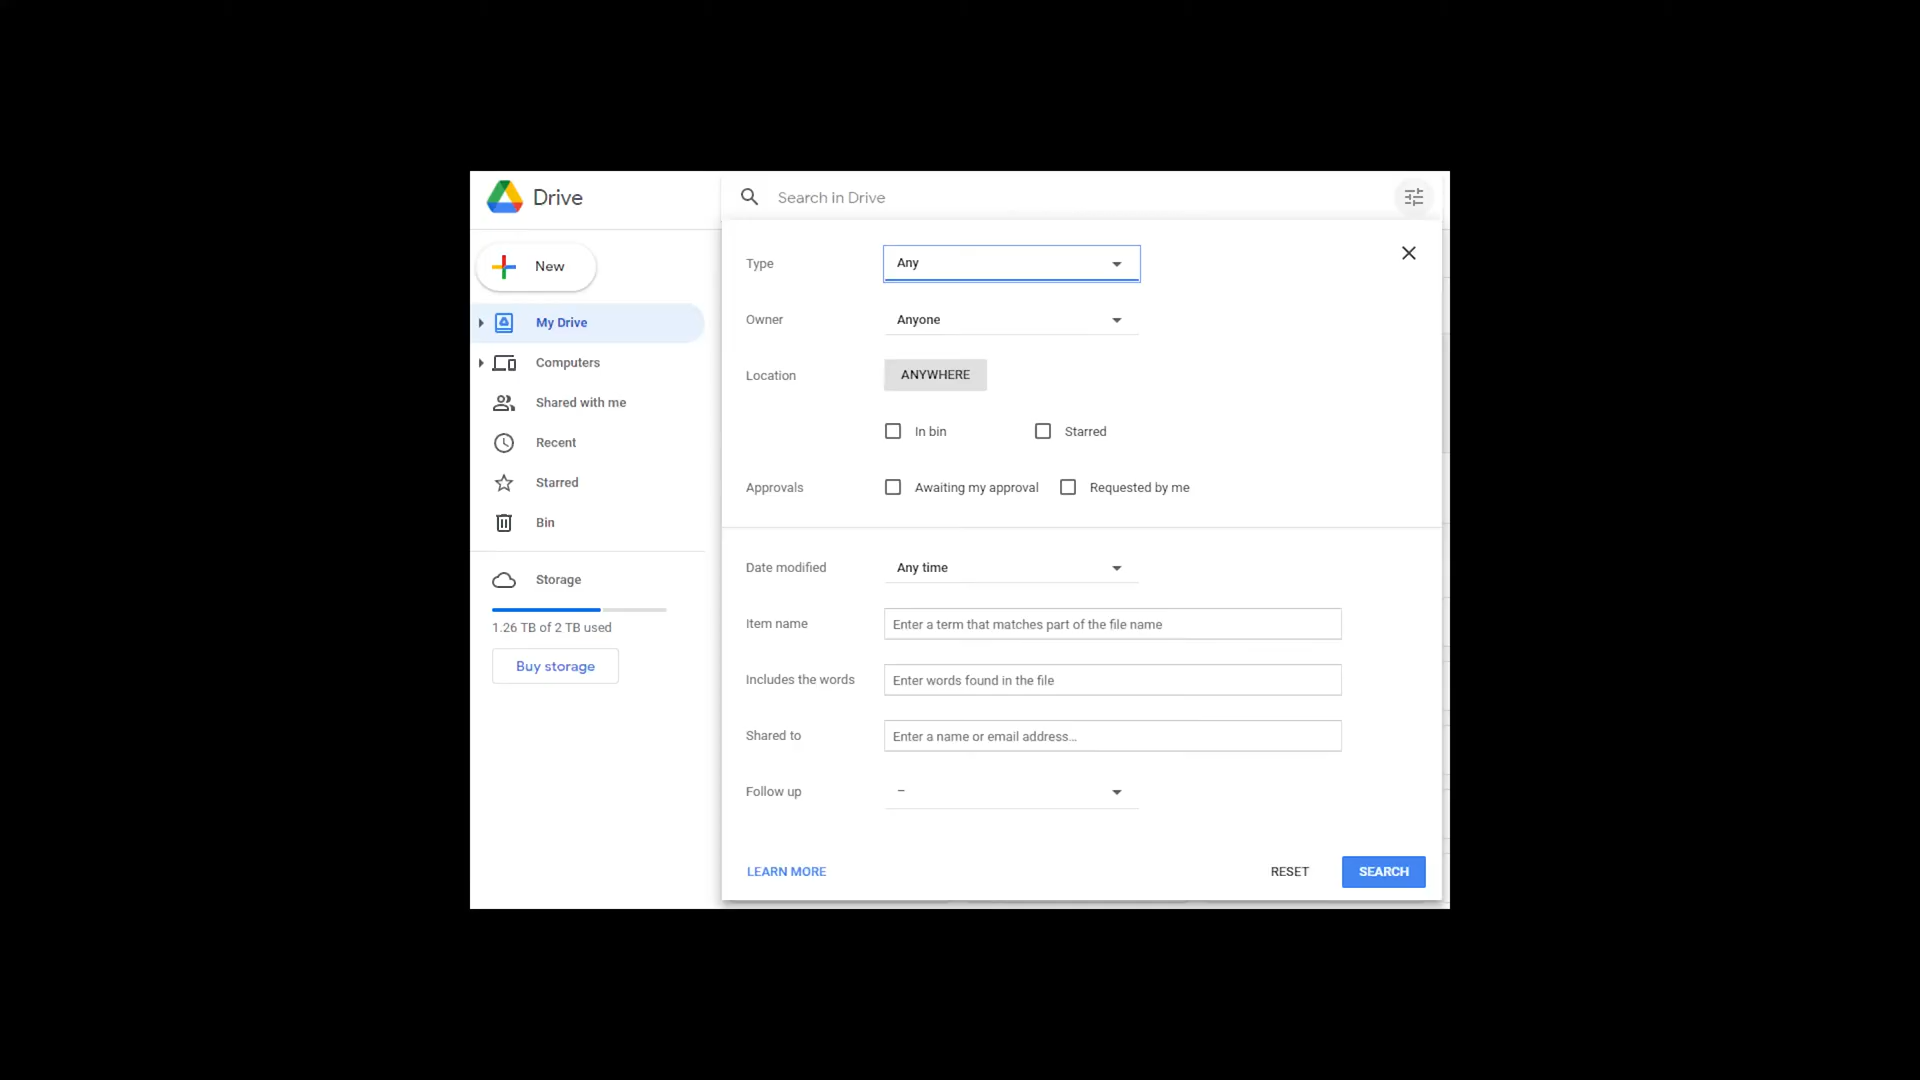 Drive
Search in Drive
New
My Drive
Computers
Shared with me
Recent
Starred
Bin
Storage
1.26 TB of 2 TB used
Buy storage
Type Any
Owner Anyone
Location ANYWHERE
In bin Starred
Approvals Awaiting my approval Requested by me
Date modified Any time
Item name Enter a term that matches part of the file name
Includes the words Enter words found in the file
Shared to Enter a name or email address...
Follow up –
LEARN MORE RESET SEARCH